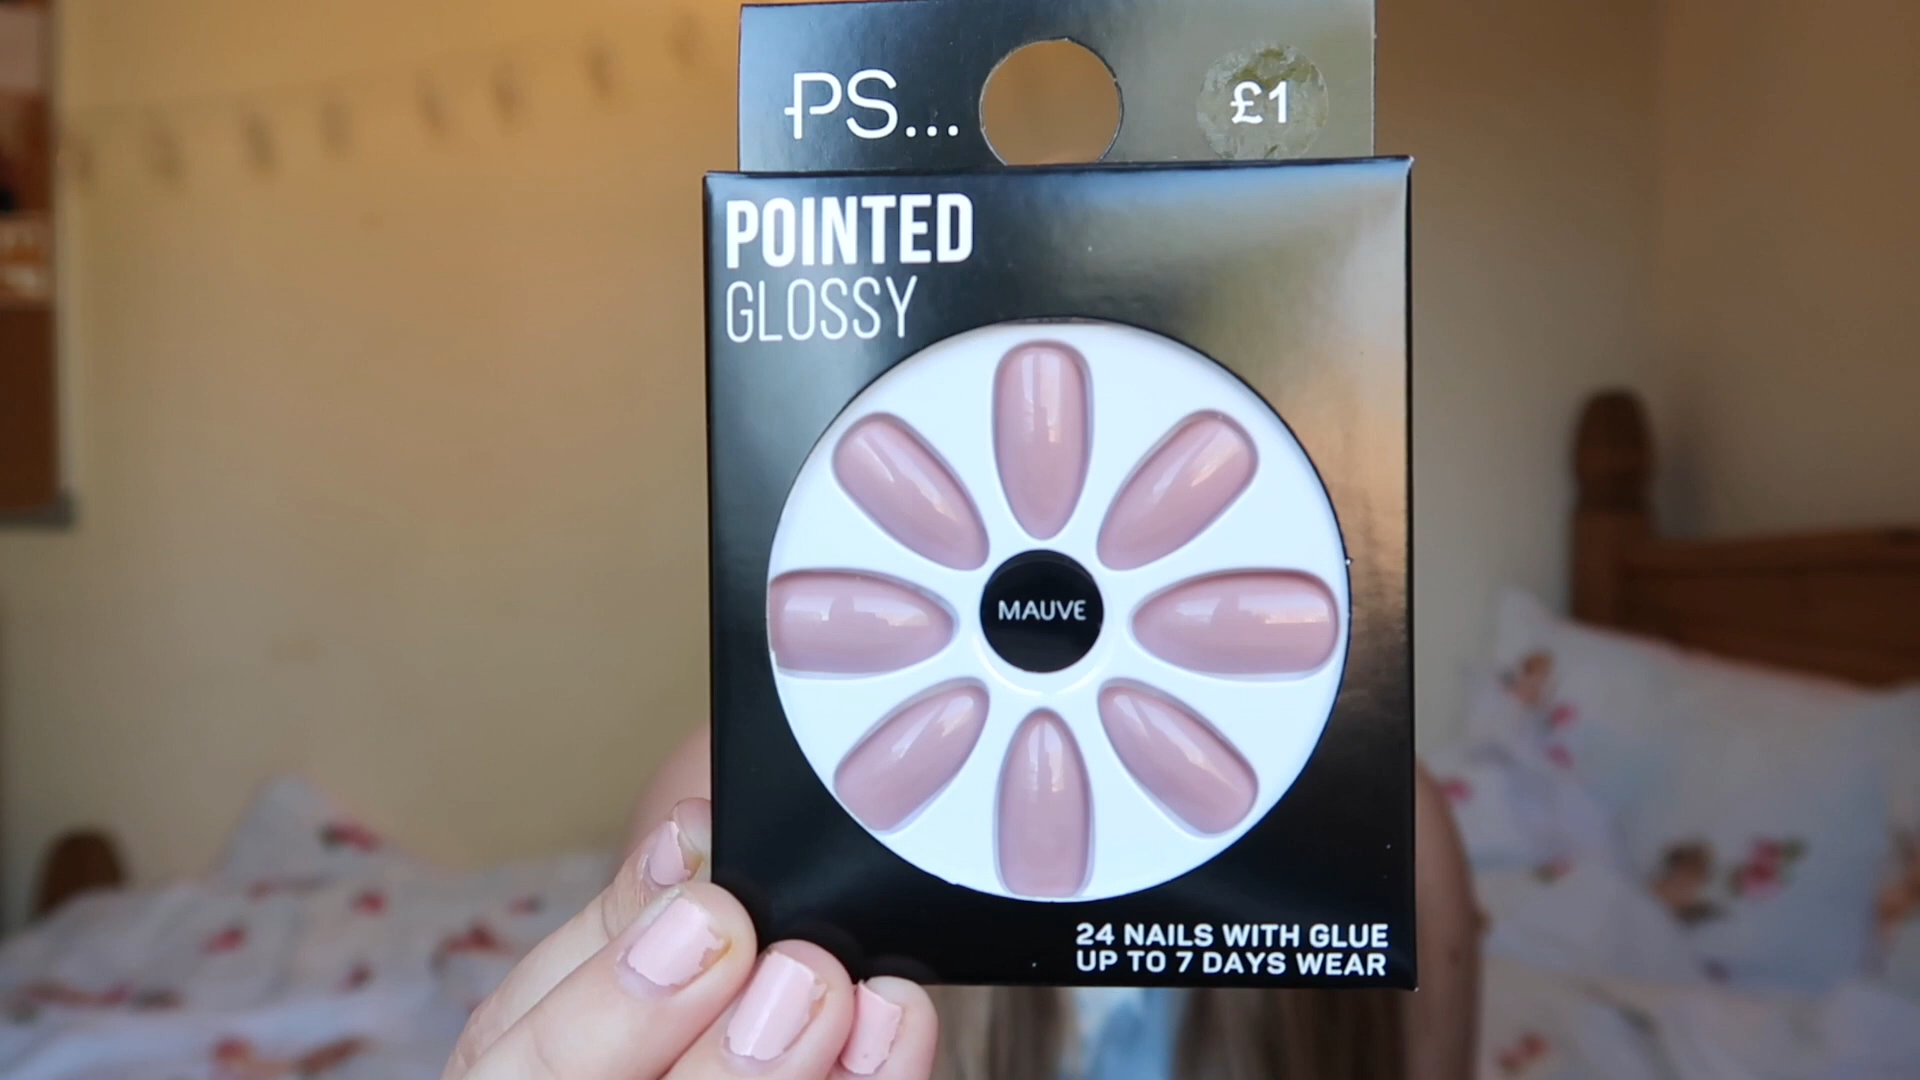 PS...
£1
POINTED
GLOSSY
MAUVE
24 NAILS WITH GLUE
UP TO 7 DAYS WEAR